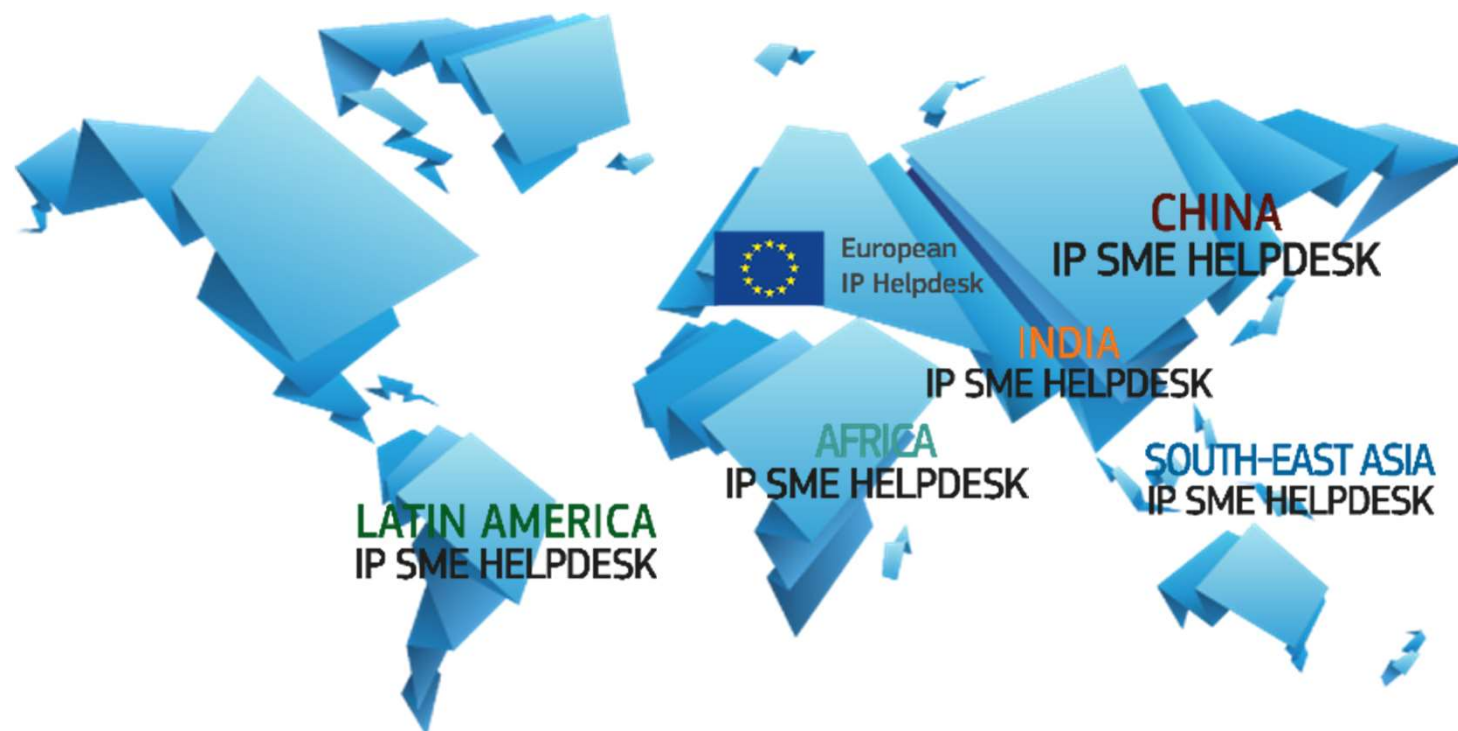 CHINA
IP SME HELPDESK
European
IP Helpdesk
INDIA
IP SME HELPDESK
AFRICA
IP SME HELPDESK
SOUTH-EAST ASIA
IP SME HELPDESK
LATIN AMERICA
IP SME HELPDESK